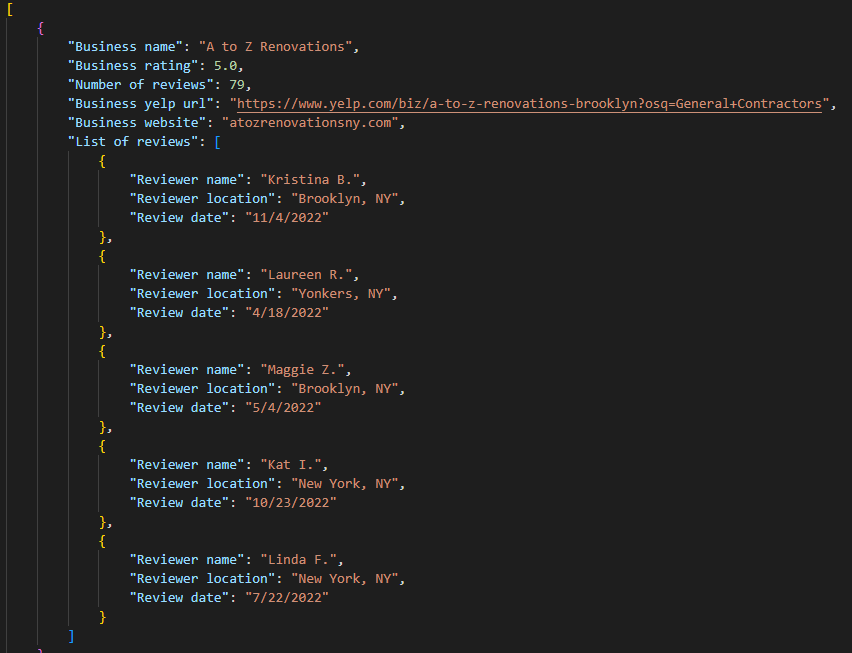 [
{
"Business name": "A to Z Renovations",
"Business rating": 5.0,
"Number of reviews": 79,
"Business yelp url": "https://www.yelp.com/biz/a-to-z-renovations-brooklyn?osq=General+Contractors",
"Business website": "atozrenovationsny.com",
"List of reviews": [
{
"Reviewer name": "Kristina B.",
"Reviewer location": "Brooklyn, NY",
"Review date": "11/4/2022"
},
{
"Reviewer name": "Laureen R.",
"Reviewer location": "Yonkers, NY",
"Review date": "4/18/2022"
},
{
"Reviewer name": "Maggie Z.",
"Reviewer location": "Brooklyn, NY",
"Review date": "5/4/2022"
},
{
"Reviewer name": "Kat I.",
"Reviewer location": "New York, NY",
"Review date": "10/23/2022"
},
{
"Reviewer name": "Linda F.",
"Reviewer location": "New York, NY",
"Review date": "7/22/2022"
}
]